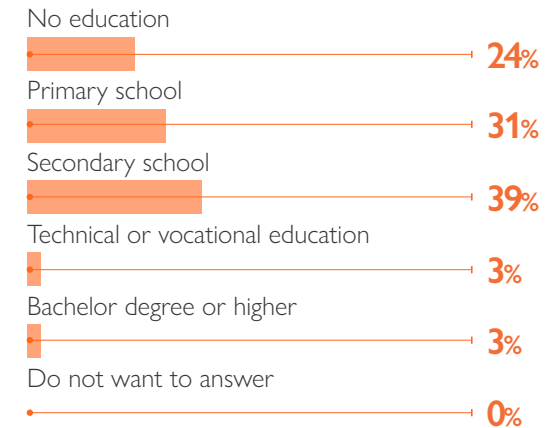 No education
24%
Primary school
31%
Secondary school
39%
Technical or vocational education
3%
Bachelor degree or higher
3%
Do not want to answer
0%